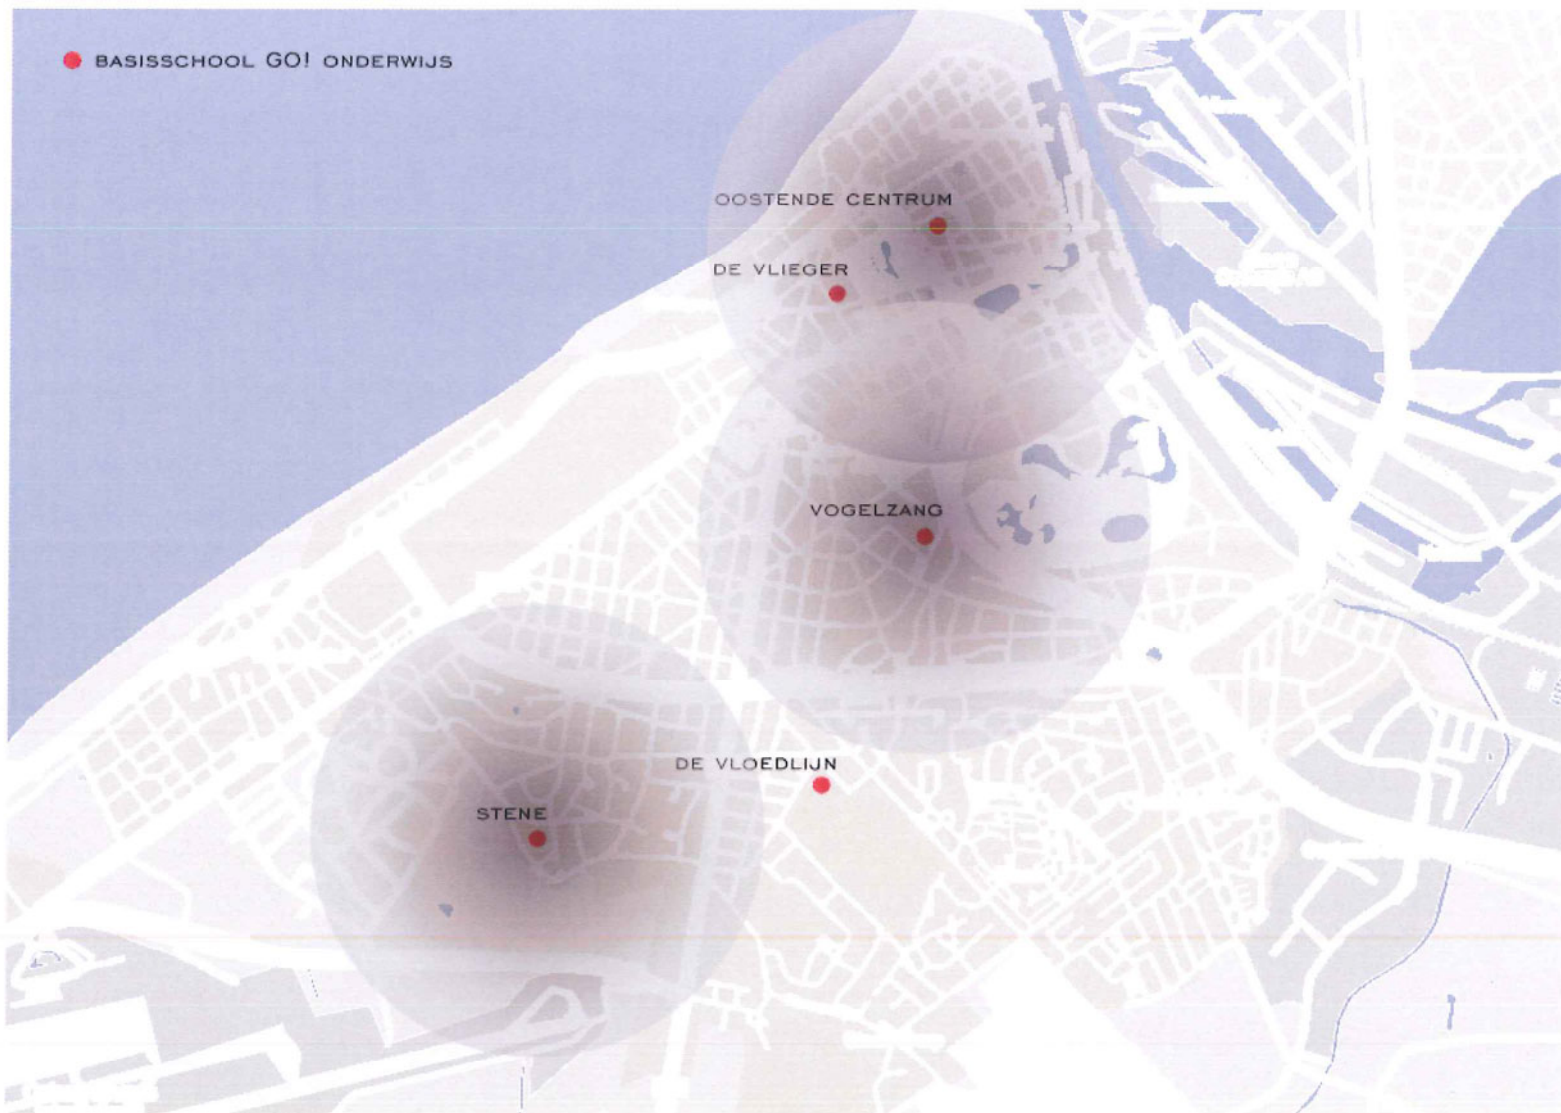 BASISSCHOOL GO! ONDERWIJS
OOSTENDE CENTRUM
DE VLIEGER
VOGELZANG
DE VLOEDLIJN
STENE